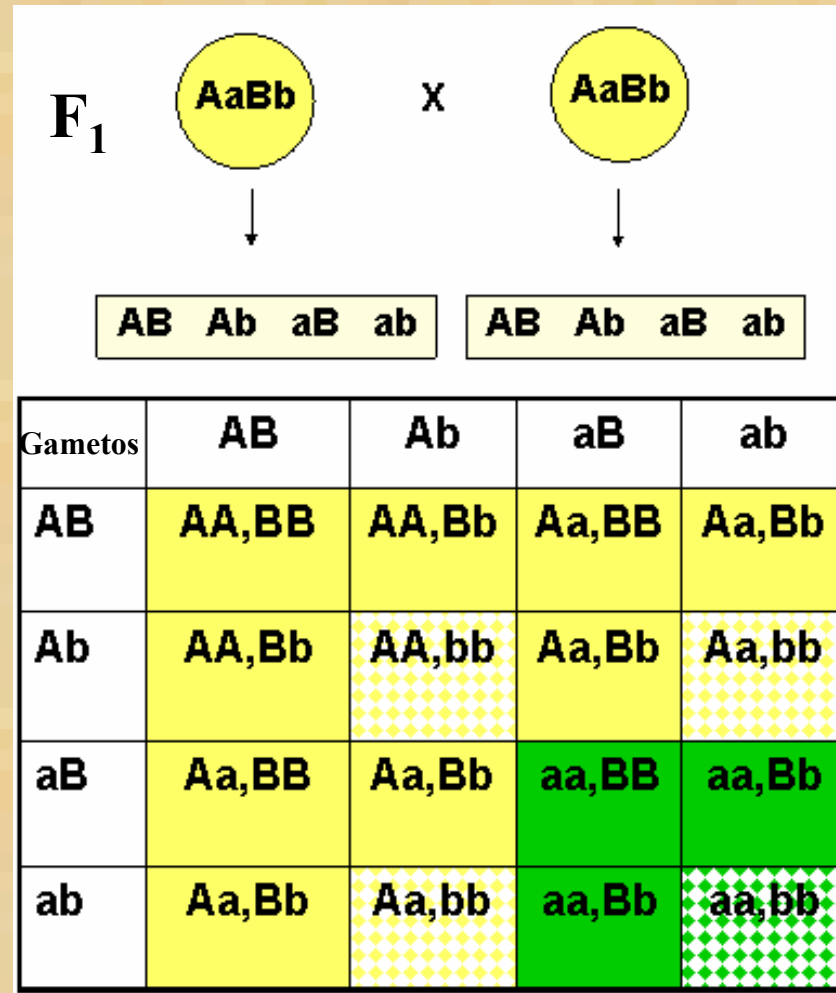 AaBb X AaBb
F1
AB Ab aB ab AB Ab aB ab
Gametos AB Ab aB ab
AB AA,BB AA,Bb Aa,BB Aa,Bb
Ab AA,Bb AA,bb Aa,Bb Aa,bb
aB Aa,BB Aa,Bb aa,BB aa,Bb
ab Aa,Bb Aa,bb aa,Bb aa,bb